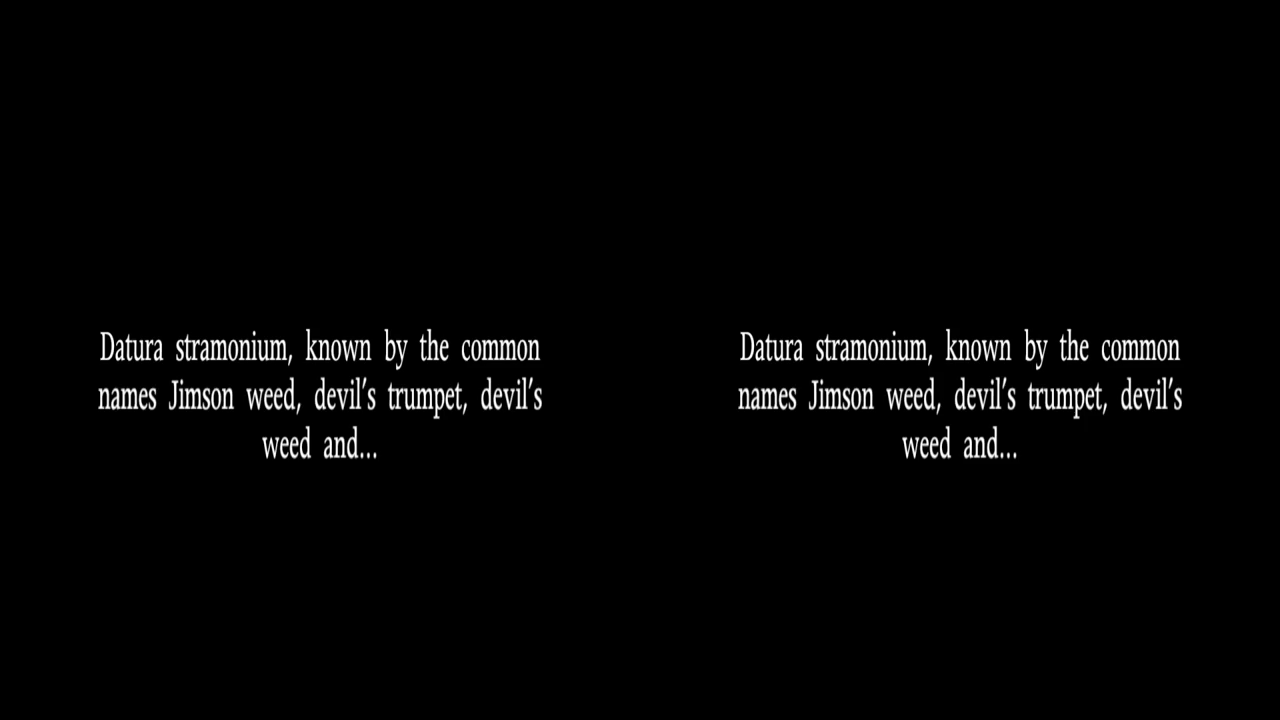 Datura stramonium, known by the common
names Jimson weed, devil's trumpet, devil's
weed and...
Datura stramonium, known by the common
names Jimson weed, devil's trumpet, devil's
weed and...